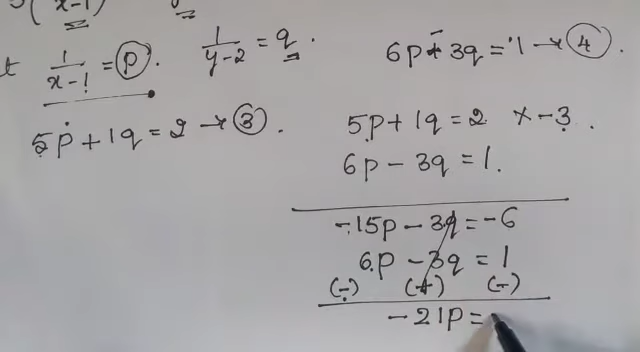 (x-1)
t 1/(x-1) = p. 1/(y-2) = q.
5p + 1q = 2 → ③.
6p - 3q = 1 → ④.
5p + 1q = 2 × -3.
6p - 3q = 1.
-15p - 3q = -6
6p - 3q = 1
(-) (+) (-)
-21p =